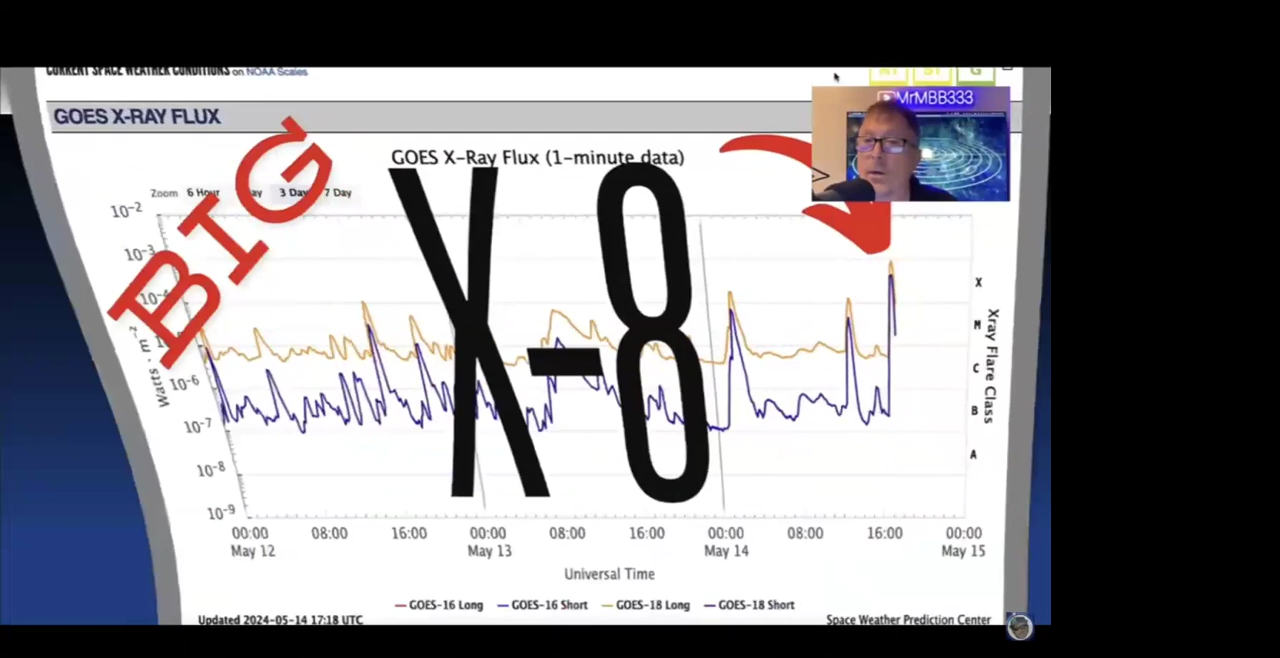 CURRENT SPACE WEATHER CONDITIONS on NOAA Scales
G
MrMBB333
GOES X-RAY FLUX
BIG
GOES X-Ray Flux (1-minute data)
Zoom 6 Hour 3 Day 7 Day
X-8
10-2
10-3
10-4
10-6
10-7
10-8
10-9
Watts · m-2
X
M
C
B
A
Xray Flare Class
00:00 08:00 16:00 00:00 08:00 16:00 00:00 08:00 16:00 00:00
May 12 May 13 May 14 May 15
Universal Time
GOES-16 Long GOES-16 Short GOES-18 Long GOES-18 Short
Updated 2024-05-14 17:18 UTC Space Weather Prediction Center